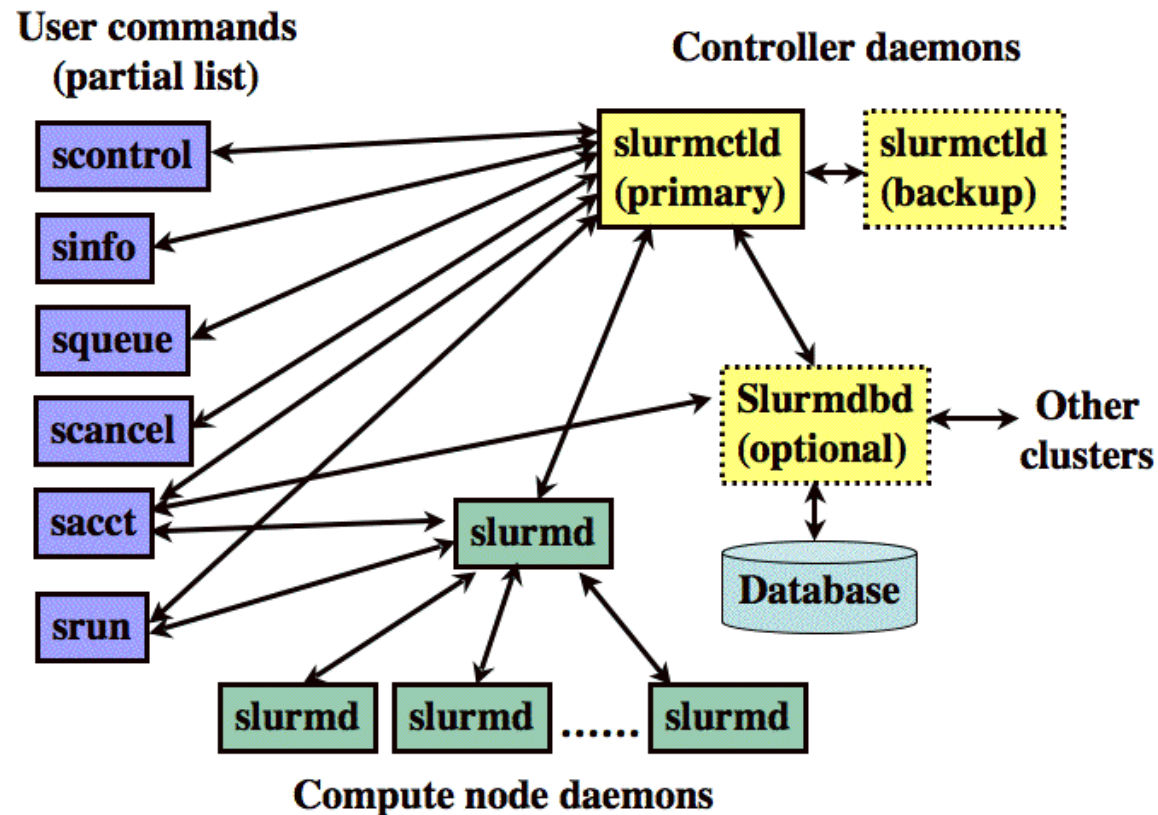 User commands
(partial list)
Controller daemons
scontrol
sinfo
squeue
scancel
sacct
srun
slurmctld
(primary)
slurmctld
(backup)
Slurmdbd
(optional)
Other
clusters
Database
slurmd
slurmd
slurmd
......
slurmd
Compute node daemons